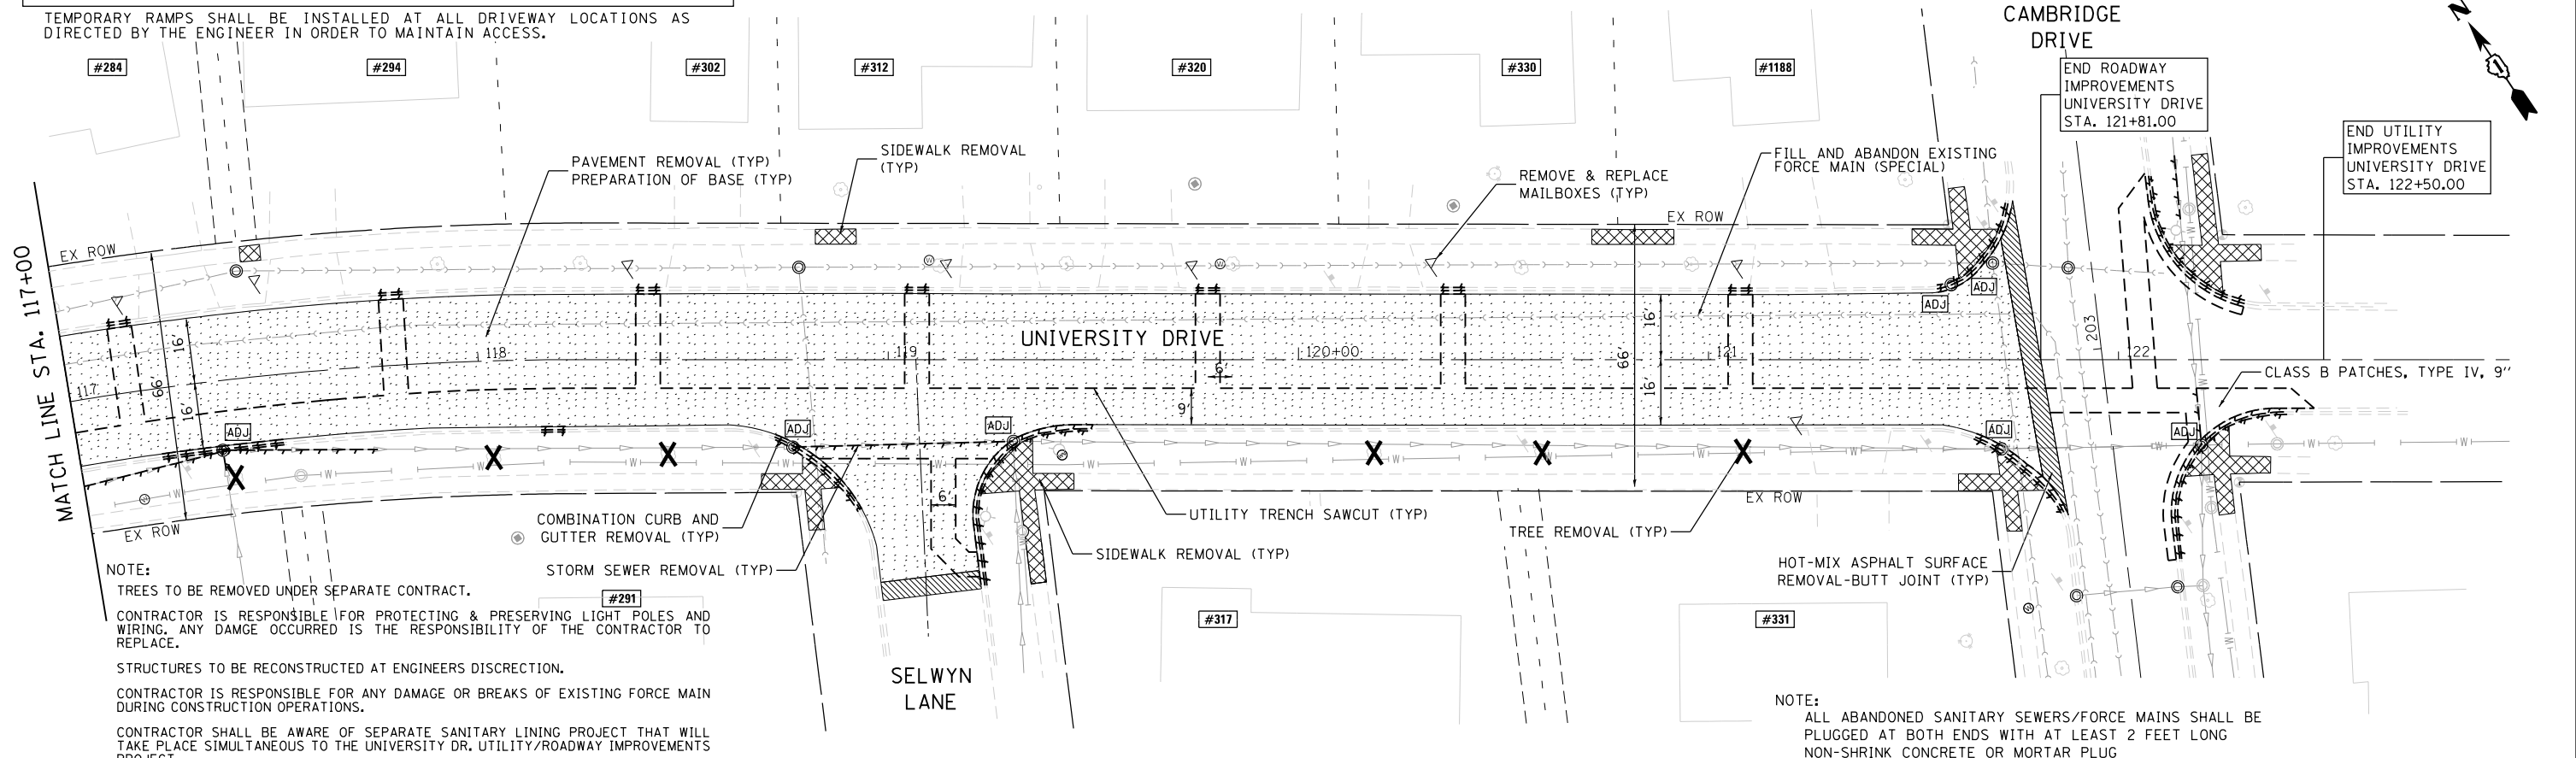 TEMPORARY RAMPS SHALL BE INSTALLED AT ALL DRIVEWAY LOCATIONS AS
DIRECTED BY THE ENGINEER IN ORDER TO MAINTAIN ACCESS.
CAMBRIDGE
DRIVE
N
#284
#294
#302
#312
#320
#330
#1188
END ROADWAY
IMPROVEMENTS
UNIVERSITY DRIVE
STA. 121+81.00
END UTILITY
IMPROVEMENTS
UNIVERSITY DRIVE
STA. 122+50.00
PAVEMENT REMOVAL (TYP)
PREPARATION OF BASE (TYP)
SIDEWALK REMOVAL
(TYP)
REMOVE & REPLACE
MAILBOXES (TYP)
FILL AND ABANDON EXISTING
FORCE MAIN (SPECIAL)
MATCH LINE STA. 117+00
EX ROW
EX ROW
ADJ
ADJ
UNIVERSITY DRIVE
117
118
119
120+00
121
122
203
16'
66'
16'
6'
9'
16'
66'
16'
CLASS B PATCHES, TYPE IV, 9"
ADJ
ADJ
ADJ
ADJ
ADJ
W
W
W
W
W
W
W
W
W
W
EX ROW
EX ROW
6'
COMBINATION CURB AND
GUTTER REMOVAL (TYP)
STORM SEWER REMOVAL (TYP)
UTILITY TRENCH SAWCUT (TYP)
SIDEWALK REMOVAL (TYP)
TREE REMOVAL (TYP)
HOT-MIX ASPHALT SURFACE
REMOVAL-BUTT JOINT (TYP)
#291
#317
#331
SELWYN
LANE
NOTE:
TREES TO BE REMOVED UNDER SEPARATE CONTRACT.
CONTRACTOR IS RESPONSIBLE FOR PROTECTING & PRESERVING LIGHT POLES AND
WIRING. ANY DAMGE OCCURRED IS THE RESPONSIBILITY OF THE CONTRACTOR TO
REPLACE.
STRUCTURES TO BE RECONSTRUCTED AT ENGINEERS DISCRETION.
CONTRACTOR IS RESPONSIBLE FOR ANY DAMAGE OR BREAKS OF EXISTING FORCE MAIN
DURING CONSTRUCTION OPERATIONS.
CONTRACTOR SHALL BE AWARE OF SEPARATE SANITARY LINING PROJECT THAT WILL
TAKE PLACE SIMULTANEOUS TO THE UNIVERSITY DR. UTILITY/ROADWAY IMPROVEMENTS
NOTE:
ALL ABANDONED SANITARY SEWERS/FORCE MAINS SHALL BE
PLUGGED AT BOTH ENDS WITH AT LEAST 2 FEET LONG
NON-SHRINK CONCRETE OR MORTAR PLUG